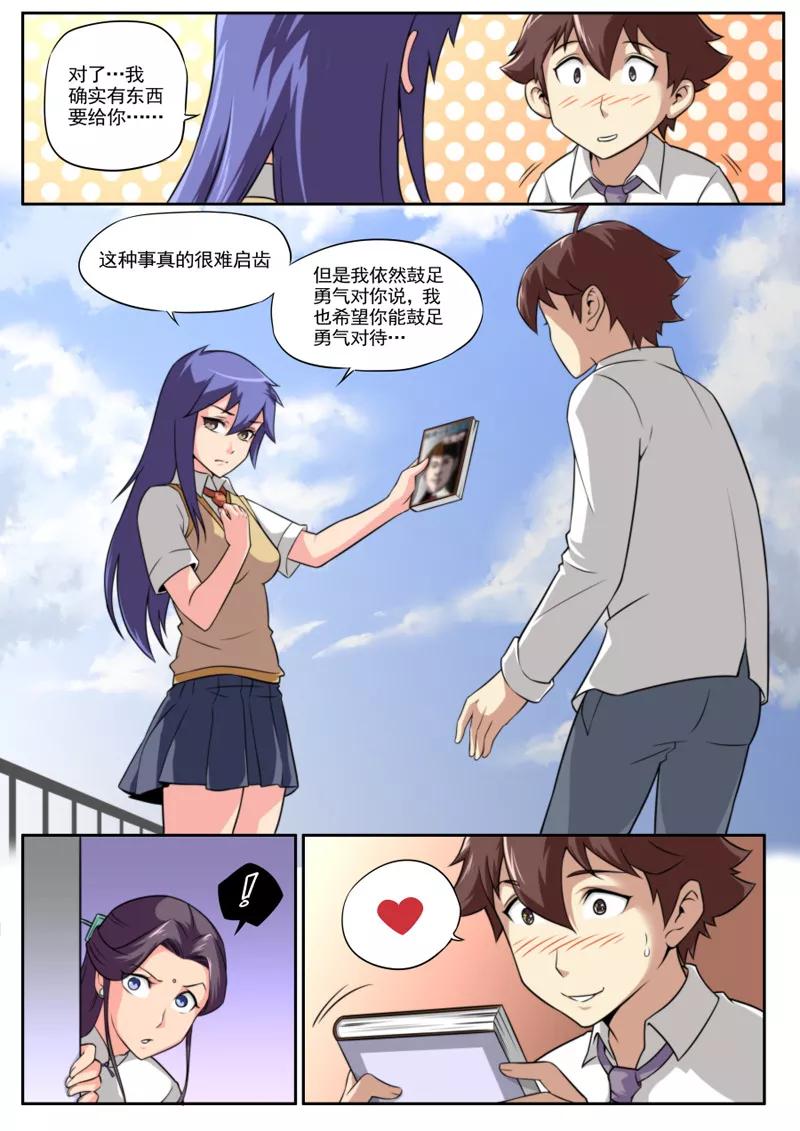 对了…我
确实有东西
要给你……
这种事真的很难启齿
但是我依然鼓足
勇气对你说，我
也希望你能鼓足
勇气对待…
!